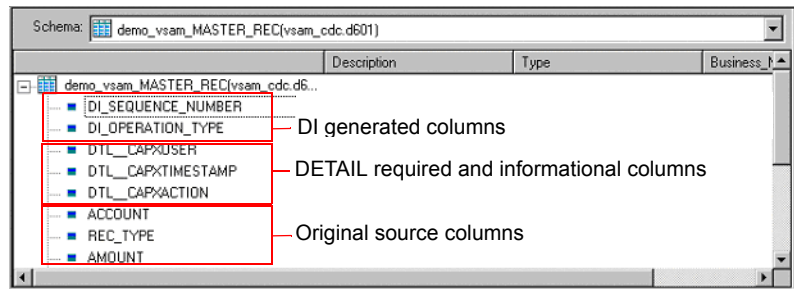 Schema: demo_vsam_MASTER_REC(vsam_cdc.d601)
Description Type Business_N
demo_vsam_MASTER_REC(vsam_cdc.d6...
DI_SEQUENCE_NUMBER
DI_OPERATION_TYPE DI generated columns
DTL__CAPXUSER
DTL__CAPXTIMESTAMP DETAIL required and informational columns
DTL__CAPXACTION
ACCOUNT
REC_TYPE Original source columns
AMOUNT